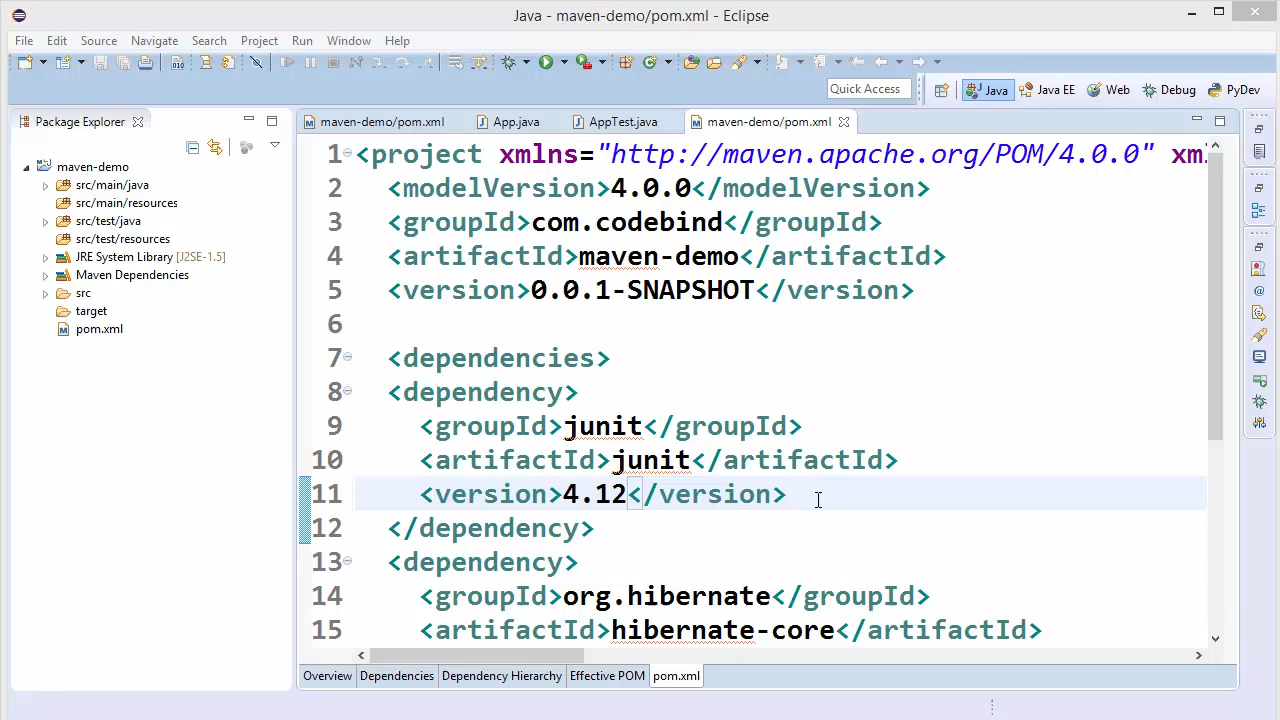 Java - maven-demo/pom.xml - Eclipse
File Edit Source Navigate Search Project Run Window Help
Quick Access
Java Java EE Web Debug PyDev
Package Explorer
maven-demo/pom.xml App.java AppTest.java maven-demo/pom.xml
maven-demo
src/main/java
src/main/resources
src/test/java
src/test/resources
JRE System Library [J2SE-1.5]
Maven Dependencies
src
target
pom.xml
1 <project xmlns="http://maven.apache.org/POM/4.0.0" xm
2 <modelVersion>4.0.0</modelVersion>
3 <groupId>com.codebind</groupId>
4 <artifactId>maven-demo</artifactId>
5 <version>0.0.1-SNAPSHOT</version>
6
7 <dependencies>
8 <dependency>
9 <groupId>junit</groupId>
10 <artifactId>junit</artifactId>
11 <version>4.12</version>
12 </dependency>
13 <dependency>
14 <groupId>org.hibernate</groupId>
15 <artifactId>hibernate-core</artifactId>
Overview Dependencies Dependency Hierarchy Effective POM pom.xml